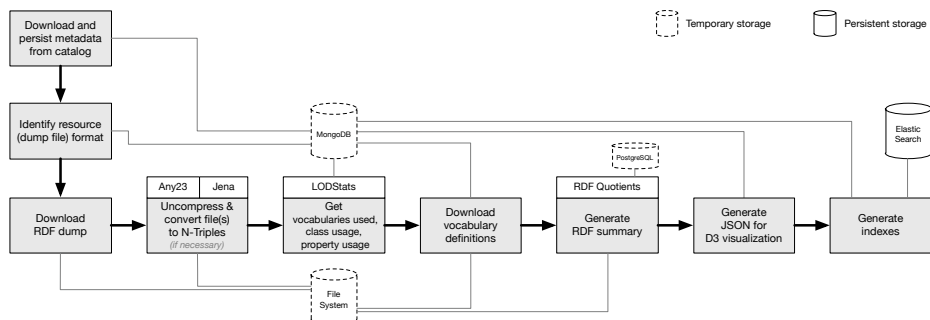 Download and
persist metadata
from catalog
Temporary storage
Persistent storage
Identify resource
(dump file) format
MongoDB
Elastic
Search
PostgreSQL
Any23
Jena
LODStats
RDF Quotients
Download
RDF dump
Uncompress &
convert file(s)
to N-Triples
(if necessary)
Get
vocabularies used,
class usage,
property usage
Download
vocabulary
definitions
Generate
RDF summary
Generate
JSON for
D3 visualization
Generate
indexes
File
System